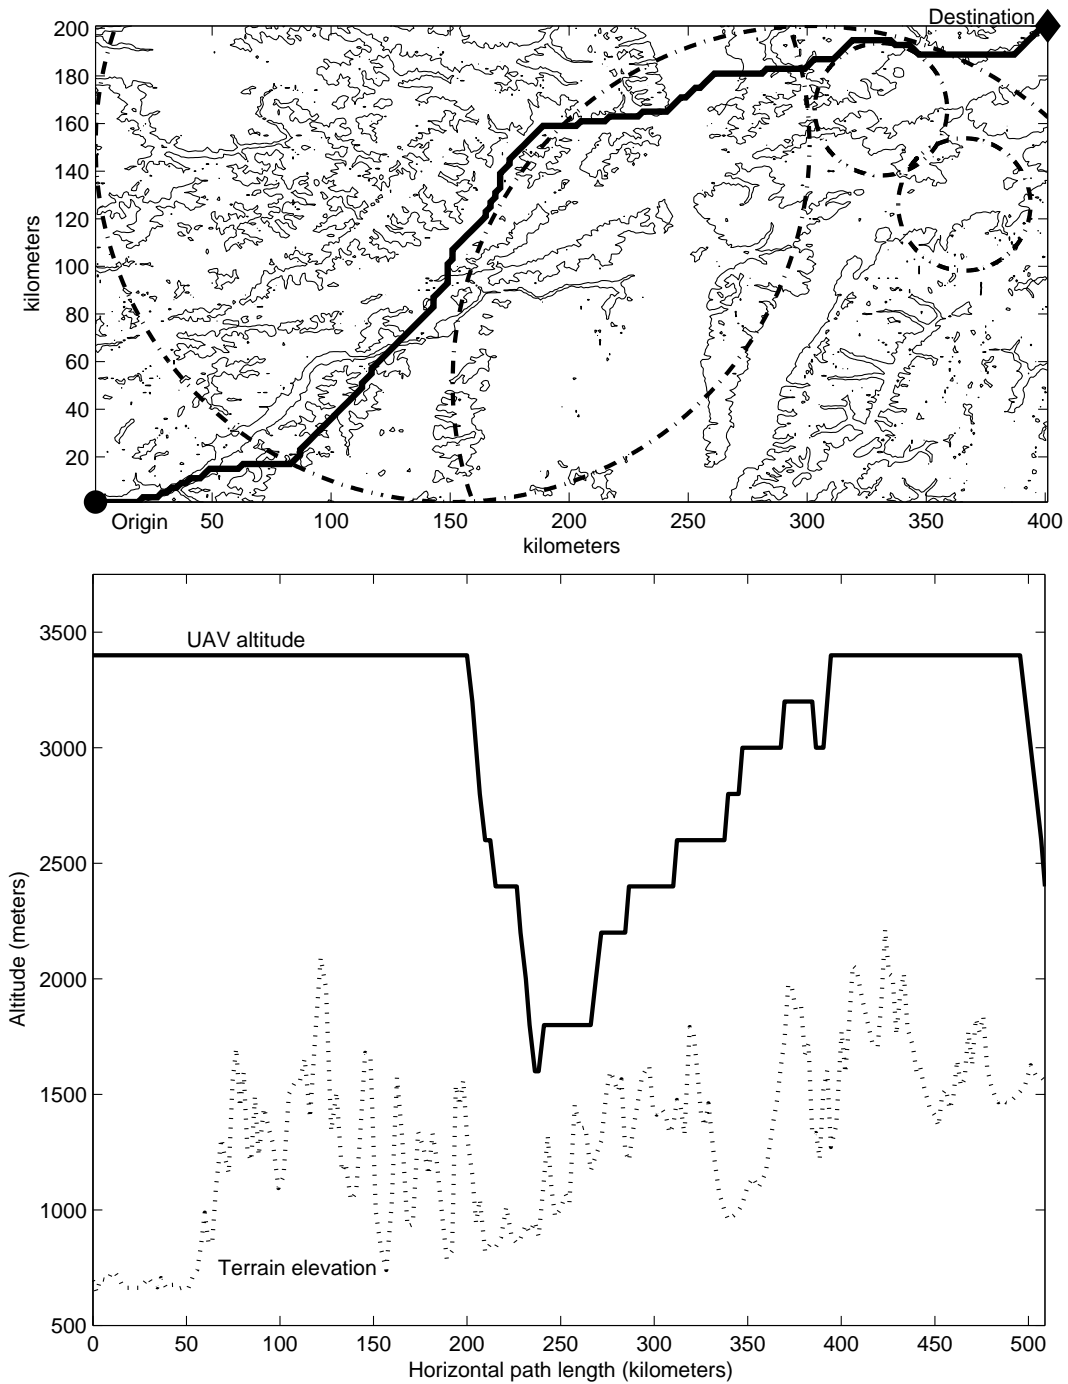 Destination
200
180
160
140
120
100
80
60
40
20
kilometers
Origin
50 100 150 200 250 300 350 400
kilometers
3500
3000
2500
2000
1500
1000
500
Altitude (meters)
UAV altitude
Terrain elevation
0 50 100 150 200 250 300 350 400 450 500
Horizontal path length (kilometers)